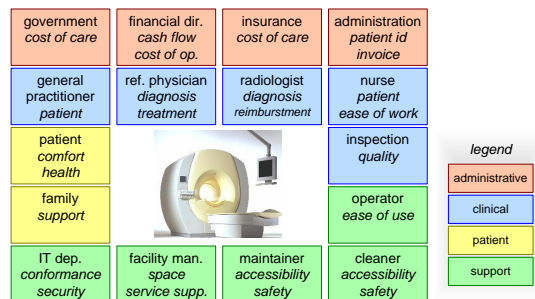 government
cost of care
financial dir.
cash flow
cost of op.
insurance
cost of care
administration
patient id
invoice
general
practitioner
patient
ref. physician
diagnosis
treatment
radiologist
diagnosis
reimburstment
nurse
patient
ease of work
patient
comfort
health
inspection
quality
family
support
operator
ease of use
IT dep.
conformance
security
facility man.
space
service supp.
maintainer
accessibility
safety
cleaner
accessibility
safety
legend
administrative
clinical
patient
support